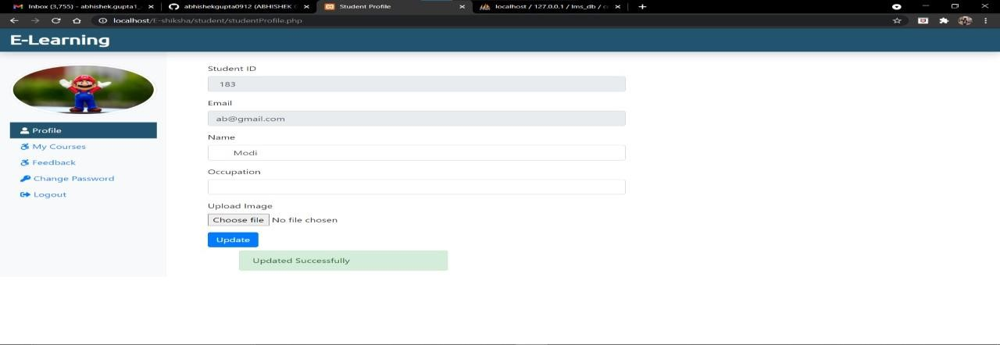 Inbox (3,755) - abhishek.gupta1
abhishekgupta0912 (ABHISHEK
Student Profile
localhost / 127.0.0.1 / lms_db /
localhost/E-shiksha/student/studentProfile.php
E-Learning
Student ID
183
Email
ab@gmail.com
Profile
Name
My Courses
Modi
Feedback
Occupation
Change Password
Logout
Upload Image
Choose file No file chosen
Update
Updated Successfully